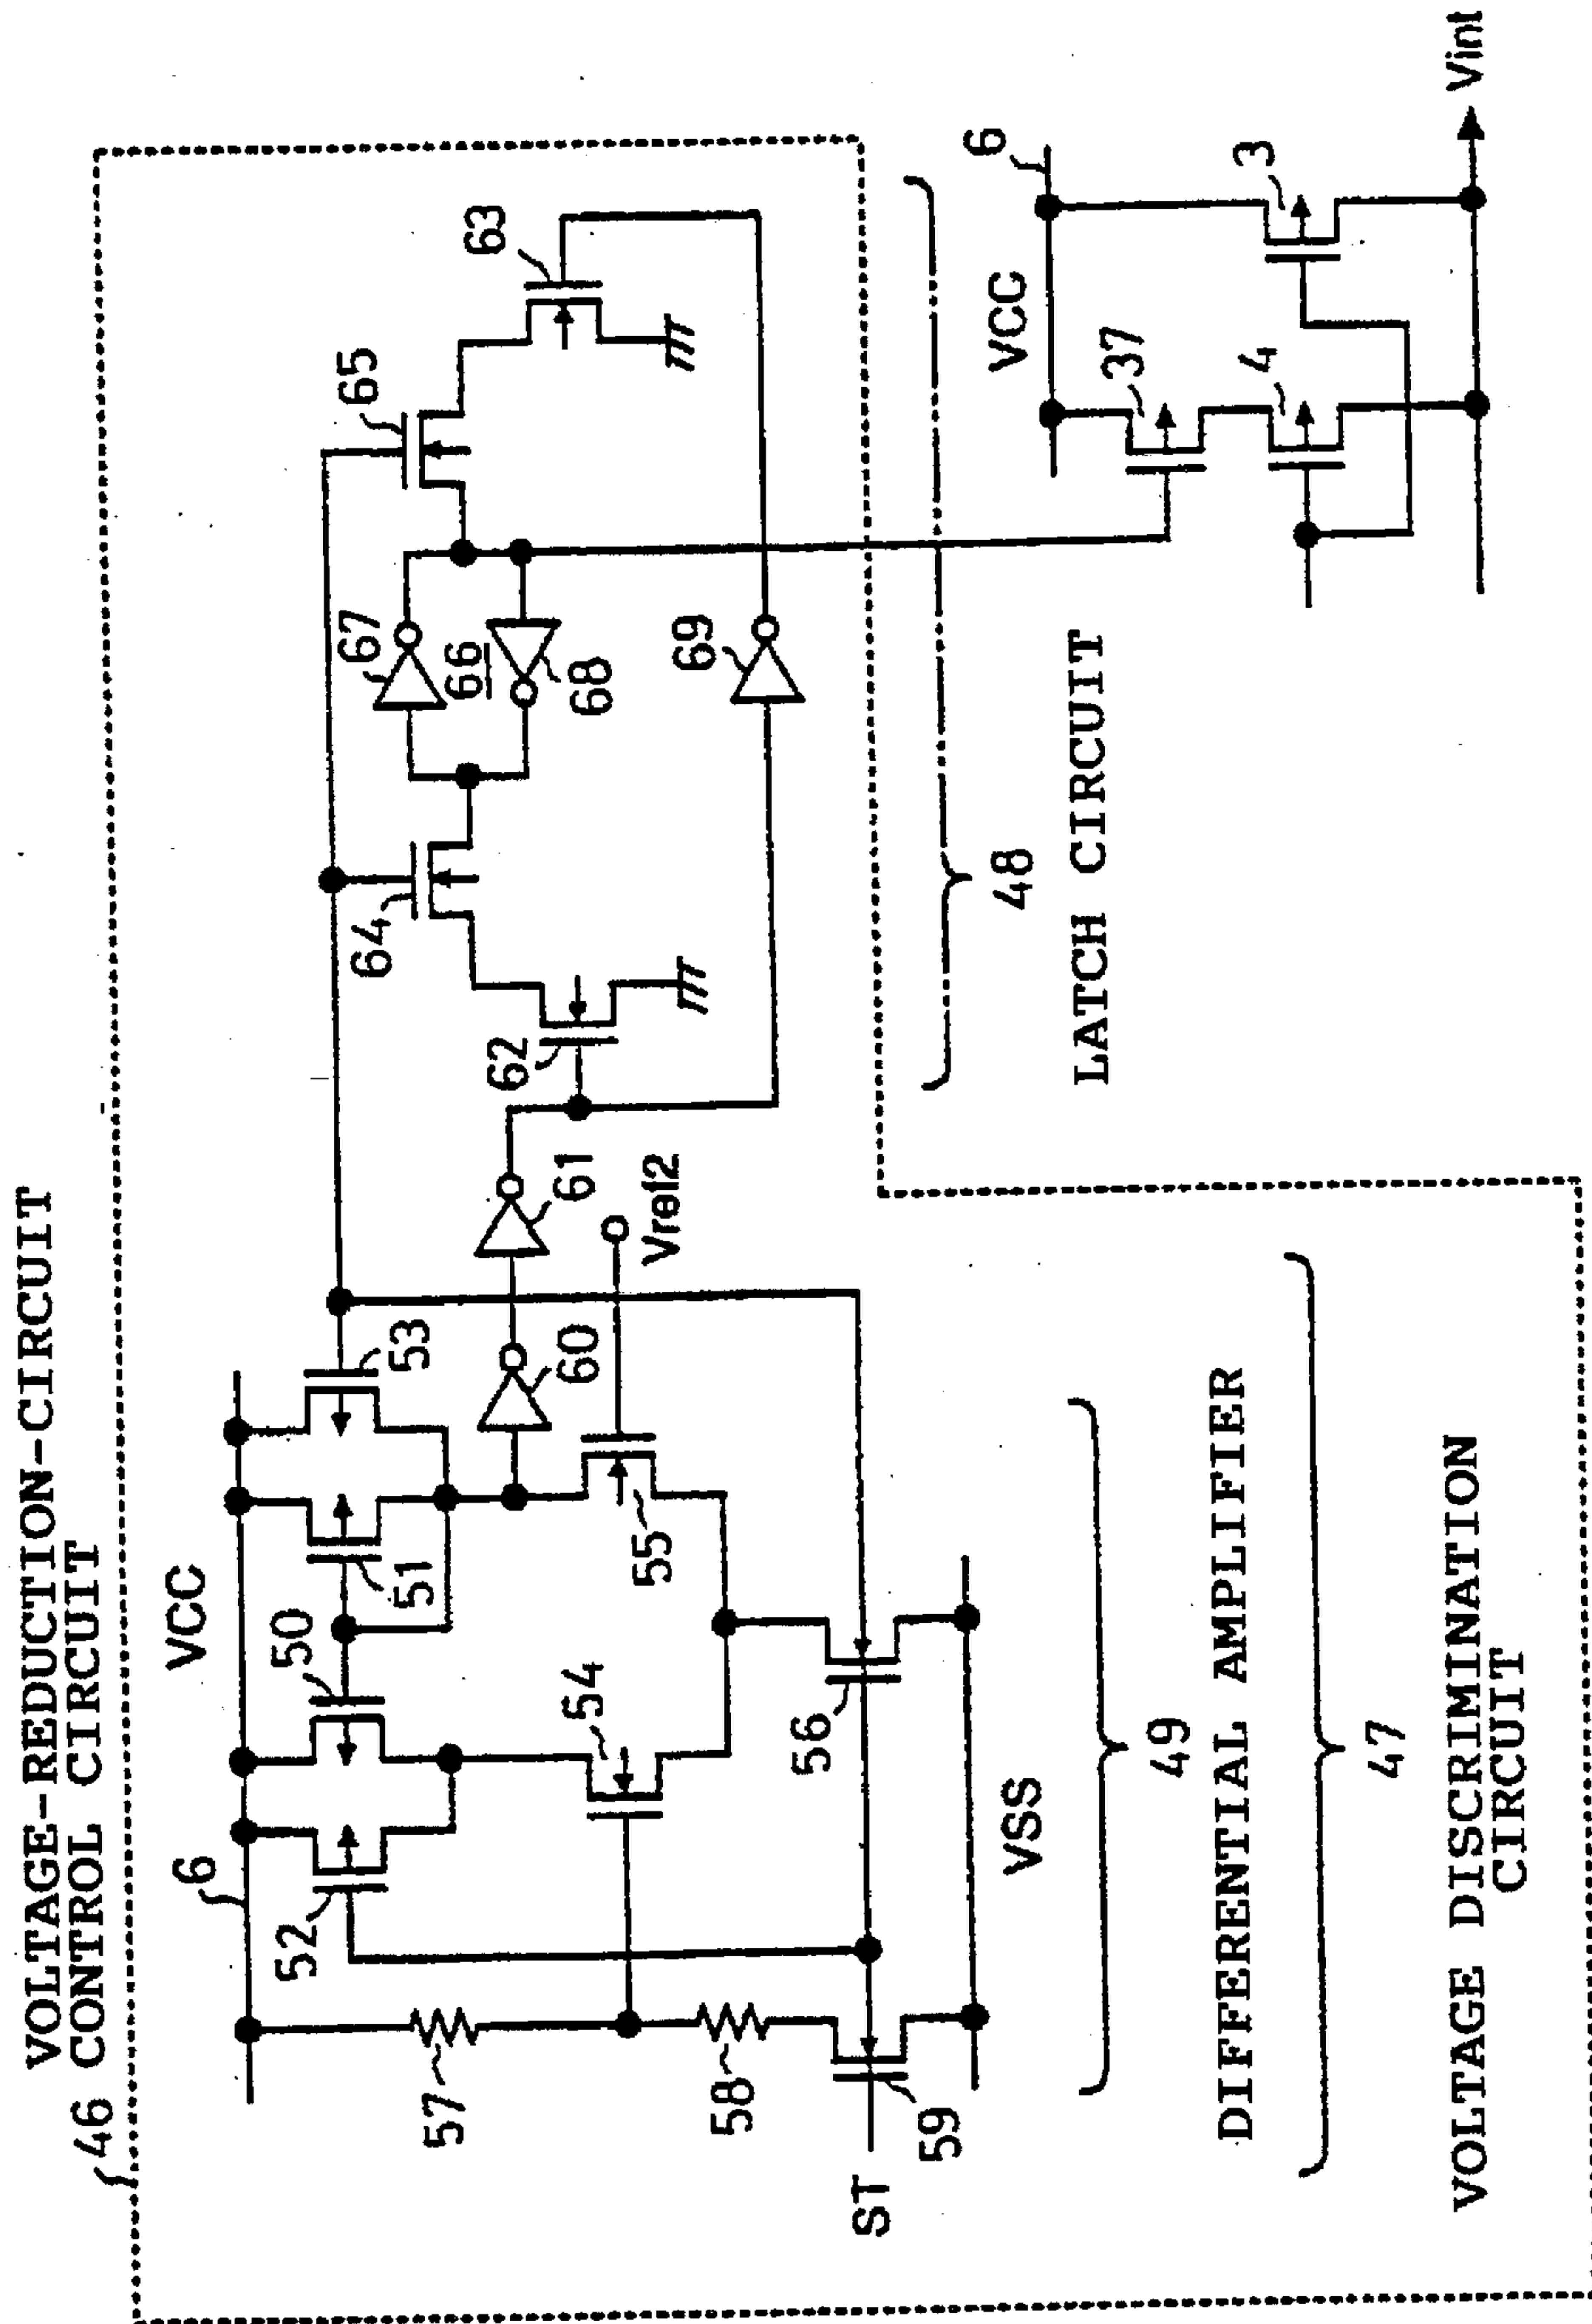 VOLTAGE-REDUCTION-CIRCUIT
46 CONTROL CIRCUIT
VCC
6
52
50
51
53
57
54
55
60
61
Vref2
58
56
59
ST
VSS
49
DIFFERENTIAL AMPLIFIER
47
VOLTAGE DISCRIMINATION
CIRCUIT
62
64
67
66
68
65
63
69
48
LATCH CIRCUIT
VCC
6
37
4
3
Vint